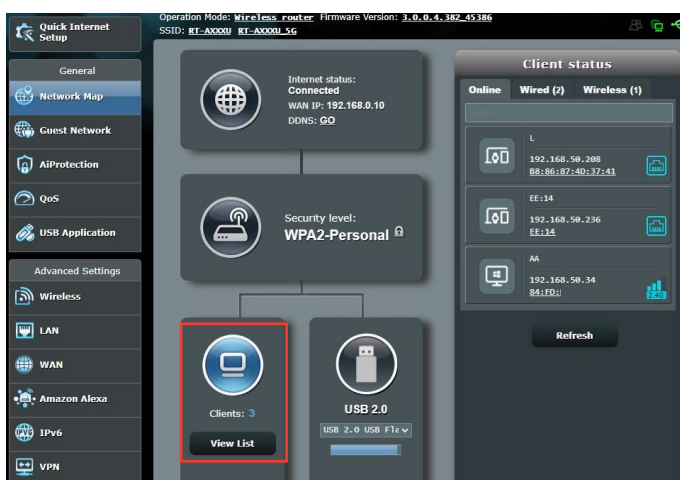 Quick Internet
Setup
General
Network Map
Guest Network
AiProtection
QoS
USB Application
Advanced Settings
Wireless
LAN
WAN
Amazon Alexa
IPv6
VPN
Operation Mode: Wireless router Firmware Version: 3.0.0.4.382_45386
SSID: RT-AXXXU RT-AXXXU_5G
Internet status:
Connected
WAN IP: 192.168.0.10
DDNS: GO
Security level:
WPA2-Personal
Clients: 3
View List
USB 2.0
USB 2.0 USB Fla
Client status
Online Wired (2) Wireless (1)
L
192.168.50.208
B8:86:87:4D:37:41
EE:14
192.168.50.236
EE:14
AA
192.168.50.34
84:FD:
2.4G
Refresh